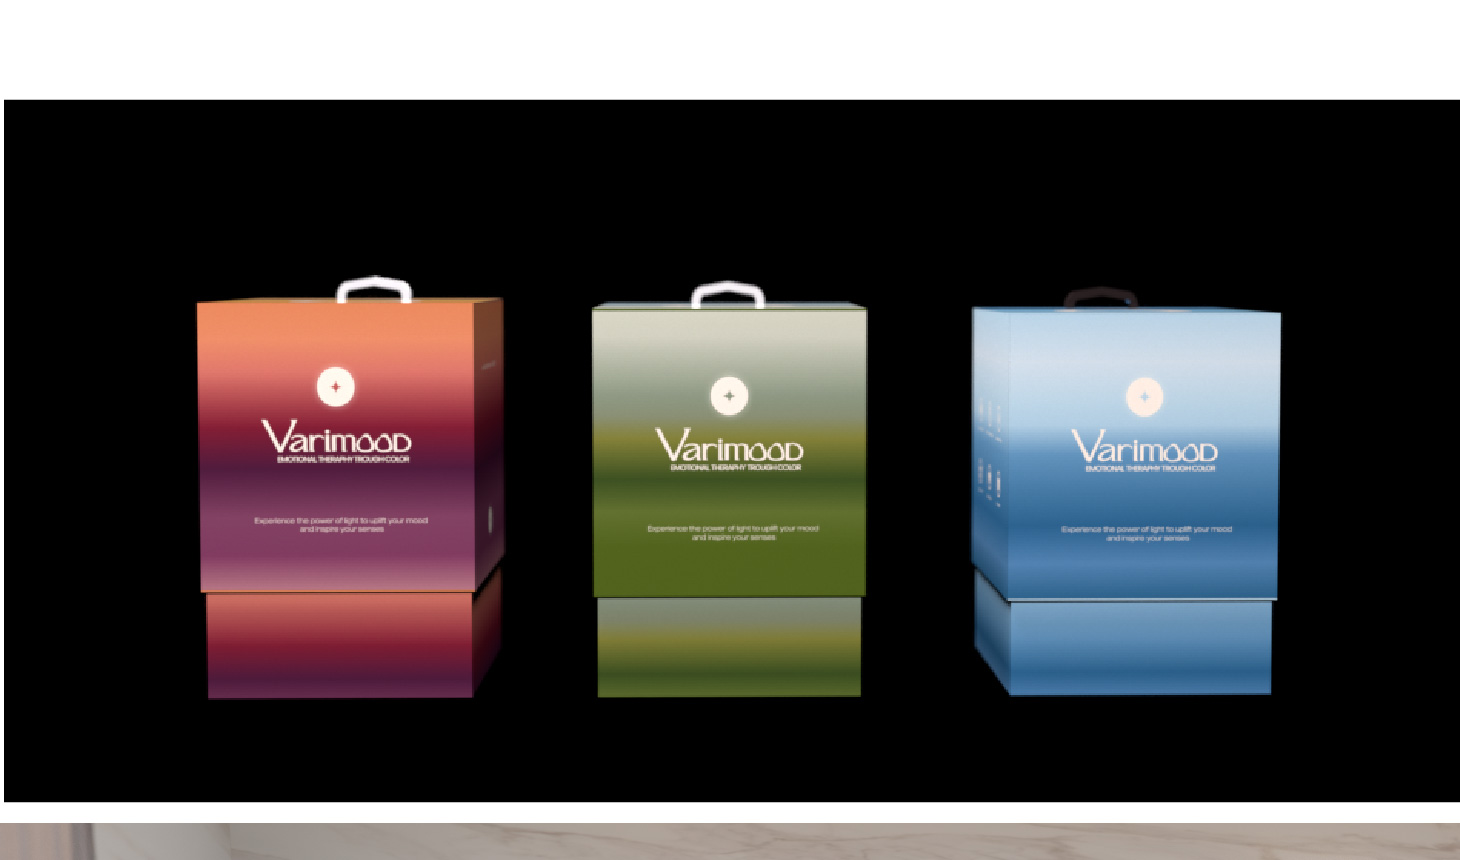 Varimood
EMOTIONAL THERAPHY TROUGH COLOR
Experience the power of light to uplift your mood
and inspire your senses
Varimood
EMOTIONAL THERAPHY TROUGH COLOR
Experience the power of light to uplift your mood
and inspire your senses
Varimood
EMOTIONAL THERAPHY TROUGH COLOR
Experience the power of light to uplift your mood
and inspire your senses